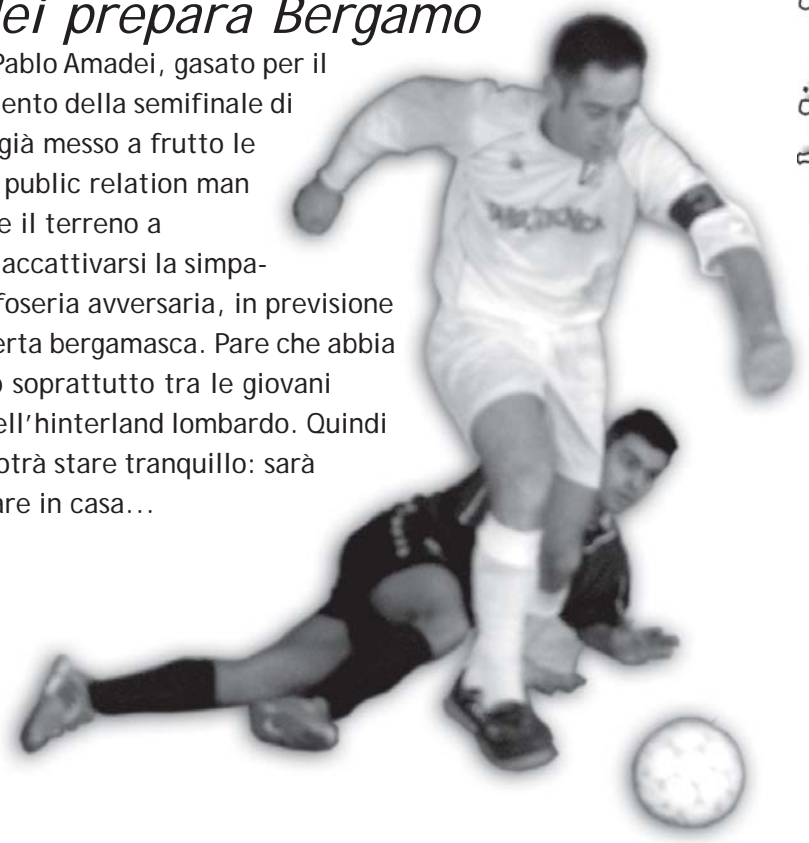 dei prepara Bergamo
Pablo Amadei, gasato per il
ento della semifinale di
già messo a frutto le
public relation man
e il terreno a
accattivarsi la simpa-
foseria avversaria, in previsione
erta bergamasca. Pare che abbia
o soprattutto tra le giovani
ell'hinterland lombardo. Quindi
otrà stare tranquillo: sarà
are in casa...